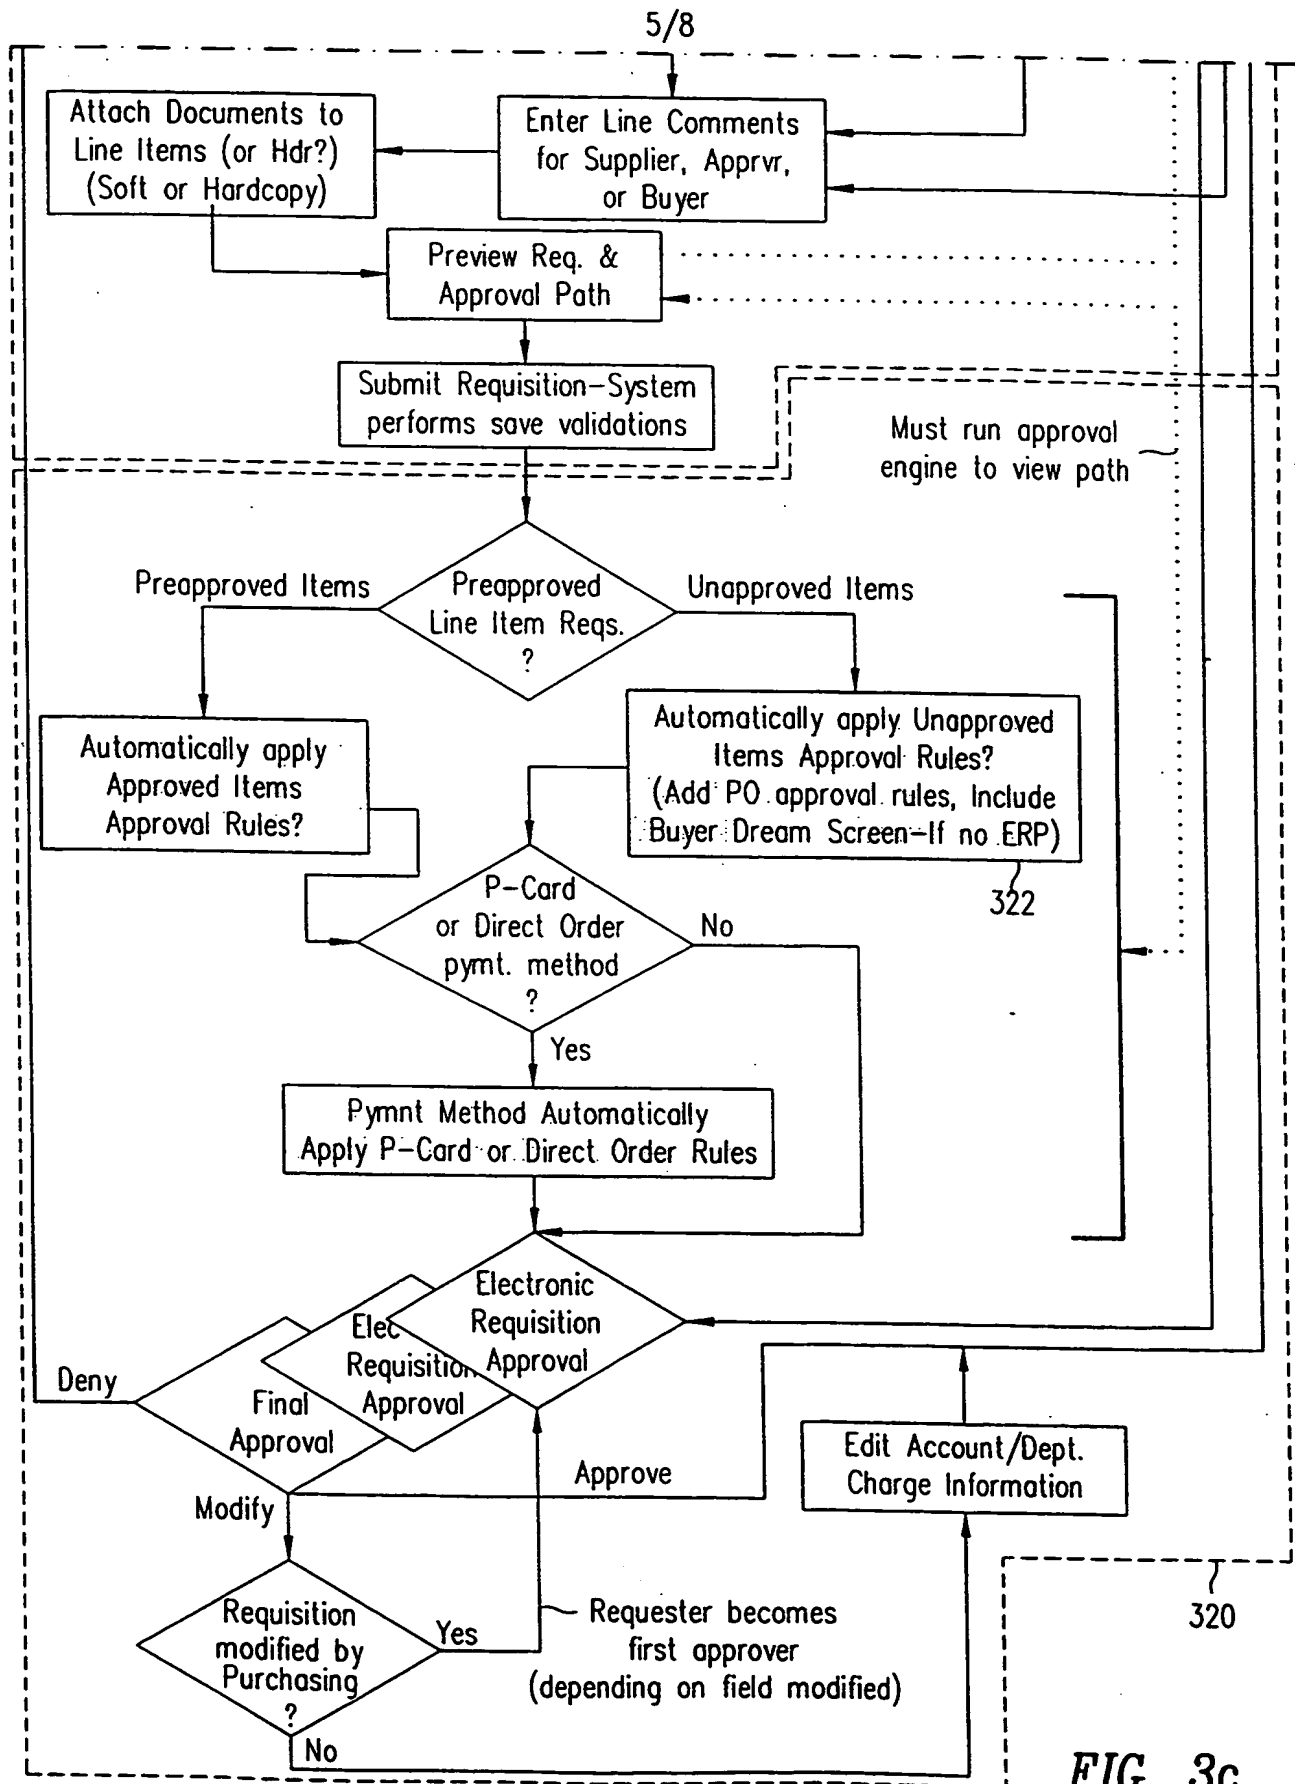 5/8
Attach Documents to
Line Items (or Hdr?)
(Soft or Hardcopy)
Enter Line Comments
for Supplier, Apprvr,
or Buyer
Preview Req. &
Approval Path
Submit Requisition-System
performs save validations
Must run approval
engine to view path
Preapproved Items
Preapproved
Line Item Reqs.
?
Unapproved Items
Automatically apply
Approved Items
Approval Rules?
Automatically apply Unapproved
Items Approval Rules?
(Add PO approval rules, Include
Buyer Dream Screen-If no ERP)
322
P-Card
or Direct Order
pymt. method
?
No
Yes
Pymnt Method Automatically
Apply P-Card or Direct Order Rules
Electronic
Requisition
Approval
Elec
Requisition
Approval
Final
Approval
Deny
Approve
Modify
Edit Account/Dept.
Charge Information
Requisition
modified by
Purchasing
?
Yes
No
Requester becomes
first approver
(depending on field modified)
320
FIG. 3c